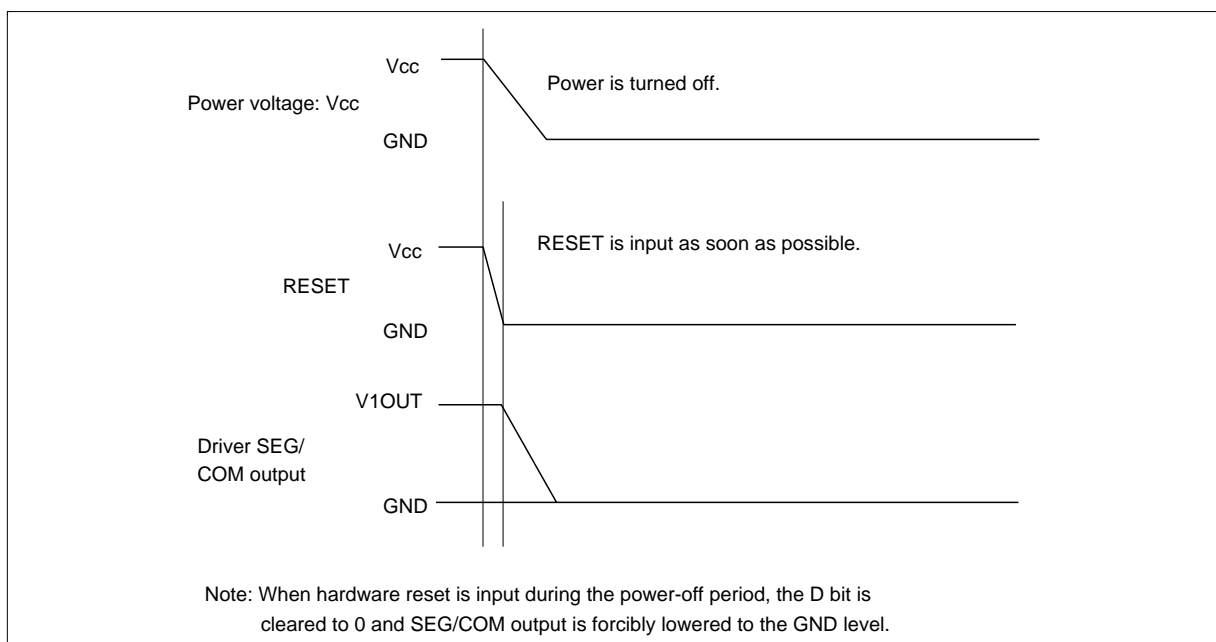 Vcc
Power is turned off.
Power voltage: Vcc
GND
RESET is input as soon as possible.
Vcc
RESET
GND
V1OUT
Driver SEG/
COM output
GND
Note: When hardware reset is input during the power-off period, the D bit is
cleared to 0 and SEG/COM output is forcibly lowered to the GND level.